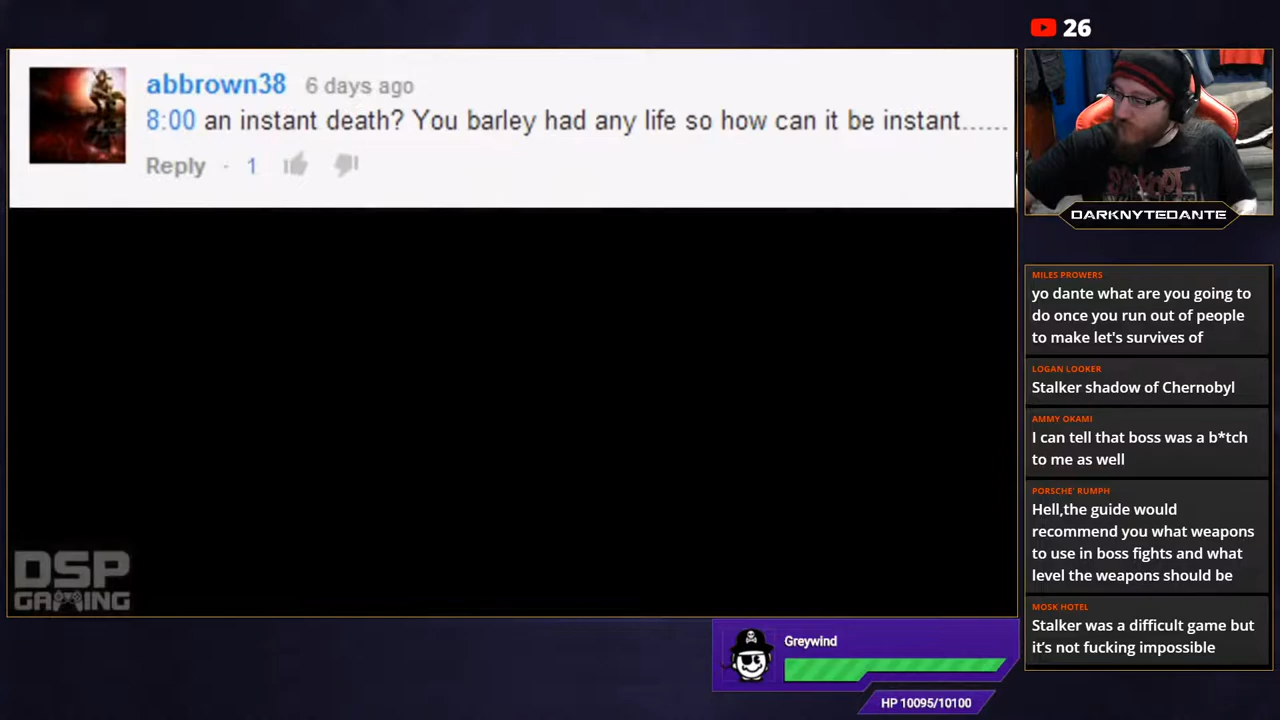 26
abbrown38 6 days ago
8:00 an instant death? You barley had any life so how can it be instant......
Reply · 1
DARKNYTEDANTE
MILES PROWERS
yo dante what are you going to
do once you run out of people
to make let's survives of
LOGAN LOOKER
Stalker shadow of Chernobyl
AMMY OKAMI
I can tell that boss was a b*tch
to me as well
PORSCHE' RUMPH
Hell,the guide would
recommend you what weapons
to use in boss fights and what
level the weapons should be
MOSK HOTEL
Stalker was a difficult game but
it's not fucking impossible
DSP
GAMING
Greywind
HP 10095/10100